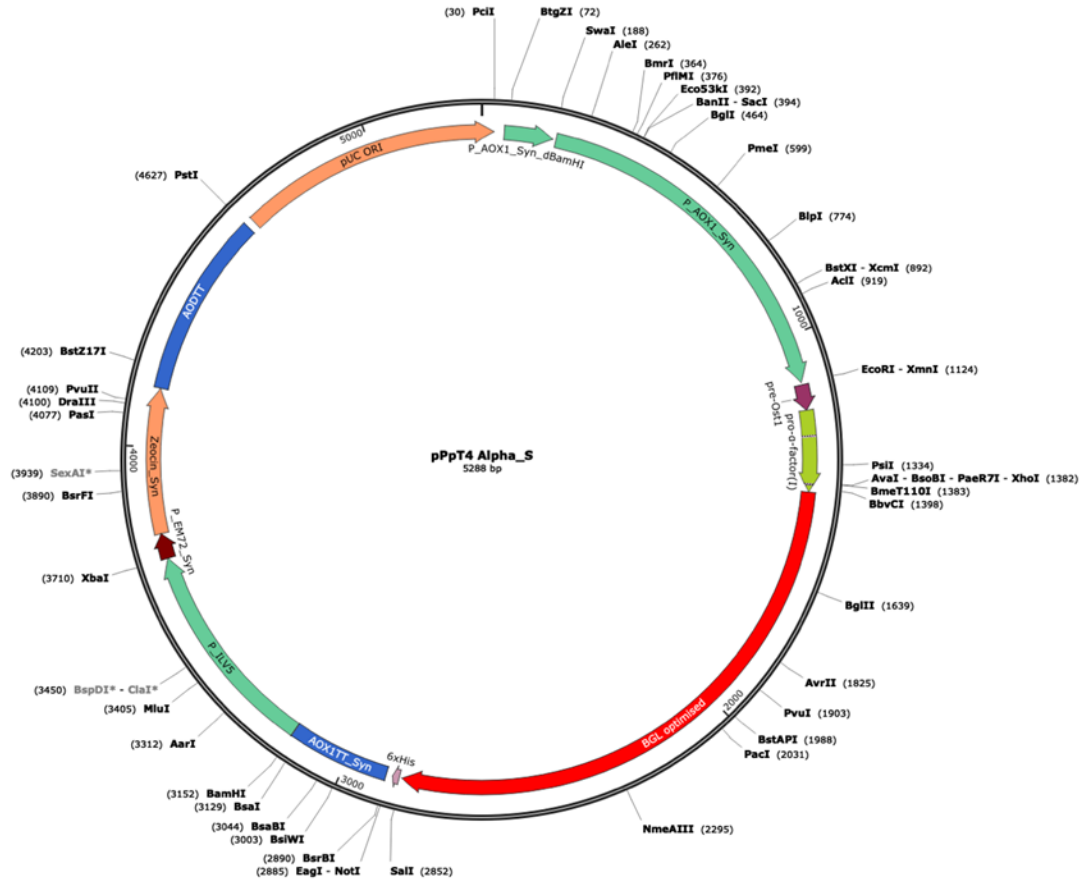 (30) PciI
BtgZI (72)
SwaI (188)
AleI (262)
BmrI (364)
PflMI (376)
Eco53kI (392)
BanII - SacI (394)
BglI (464)
PmeI (599)
BlpI (774)
BstXI - XcmI (892)
AclI (919)
EcoRI - XmnI (1124)
PsiI (1334)
AvaI - BsoBI - PaeR7I - XhoI (1382)
BmeT110I (1383)
BbvCI (1398)
BglII (1639)
AvrII (1825)
PvuI (1903)
BstAPI (1988)
PacI (2031)
NmeAIII (2295)
SalI (2852)
(2885) EagI - NotI
(2890) BsrBI
(3003) BsiWI
(3044) BsaBI
(3129) BsaI
(3152) BamHI
(3312) AarI
(3405) MluI
(3450) BspDI* - ClaI*
(3710) XbaI
(3890) BsrFI
(3939) SexAI*
(4077) PasI
(4100) DraIII
(4109) PvuII
(4203) BstZ17I
(4627) PstI
P_AOX1_Syn_dBamHI
P_AOX1_Syn
1000
pre-Ost1
pro-α-factor(I)
BGL optimised
2000
6xHis
AOX1TT_Syn
3000
P_ILV5
P_EM72_Syn
Zeocin_Syn
4000
AODTT
pUC ORI
5000
pPpT4 Alpha_S
5288 bp